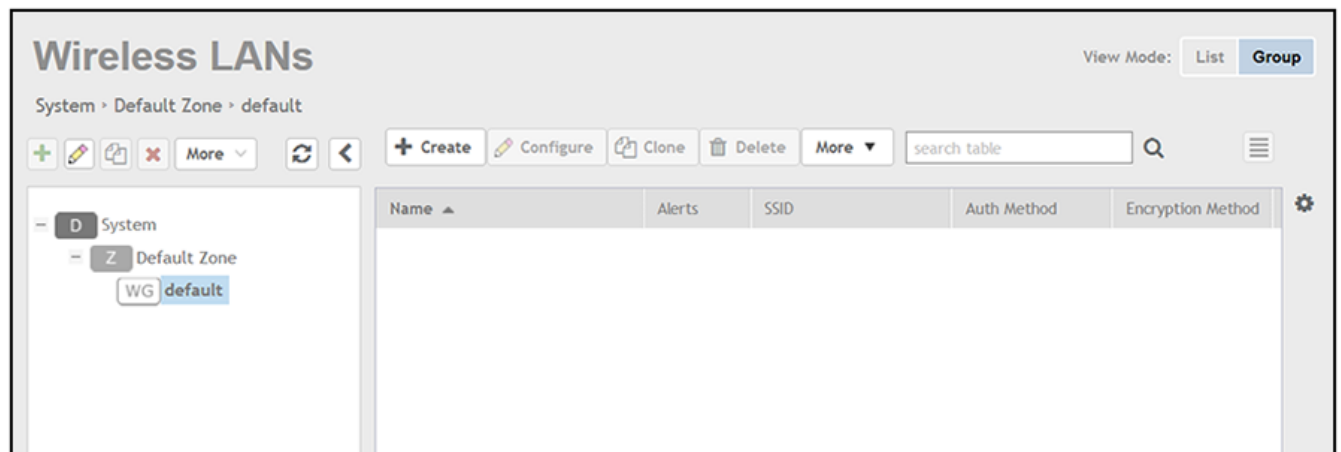 Wireless LANs
View Mode: List Group
System › Default Zone › default
More
Create Configure Clone Delete More ▼ search table
Name ▲ Alerts SSID Auth Method Encryption Method
D System
Z Default Zone
WG default